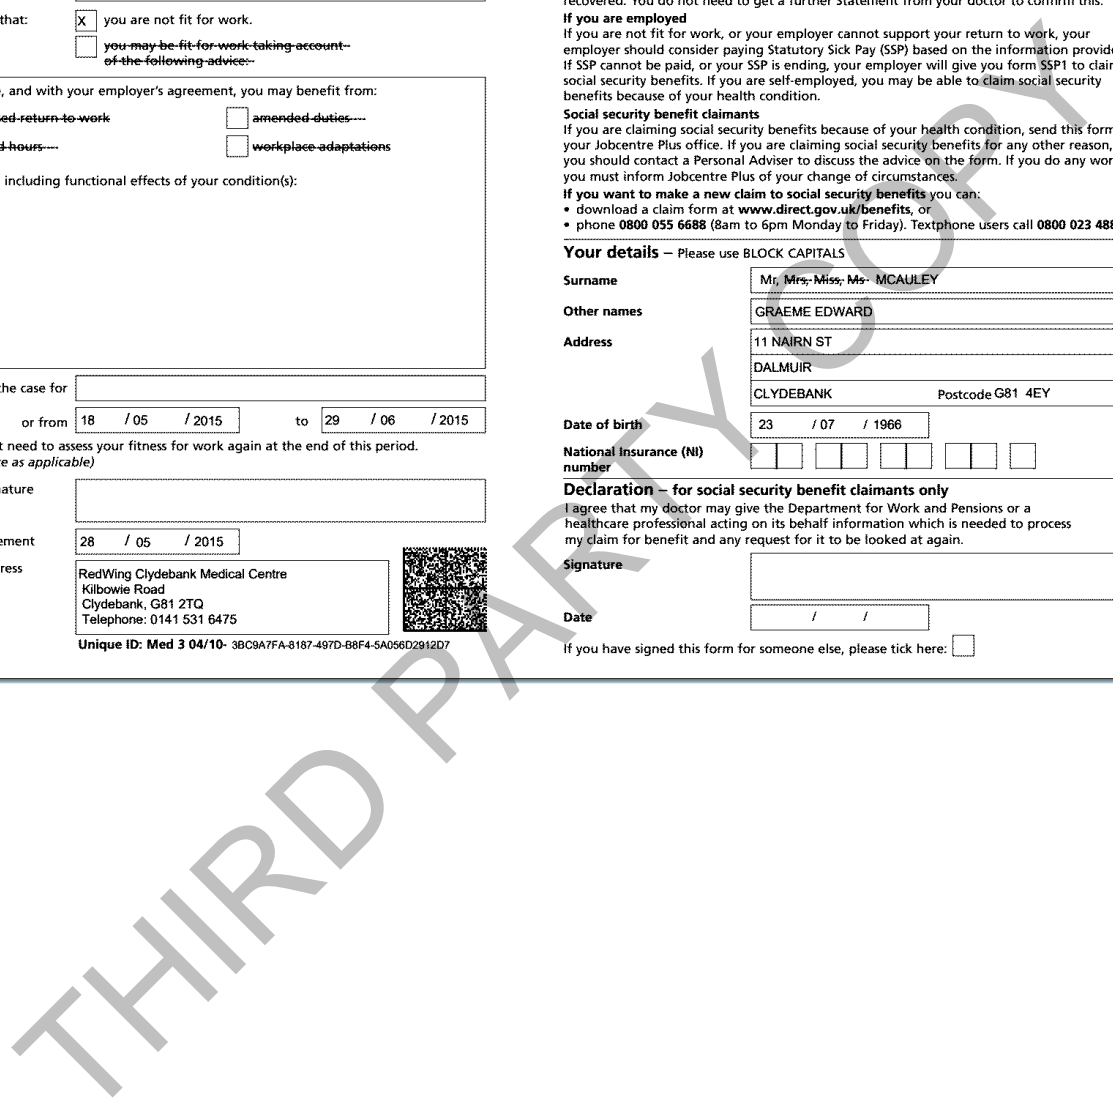 that: X you are not fit for work.
you may be fit for work taking account
of the following advice:
, and with your employer's agreement, you may benefit from:
sed return to work amended duties
d hours workplace adaptations
including functional effects of your condition(s):
the case for
or from 18 / 05 / 2015 to 29 / 06 / 2015
t need to assess your fitness for work again at the end of this period.
te as applicable)
nature
ement 28 / 05 / 2015
ress
RedWing Clydebank Medical Centre
Kilbowie Road
Clydebank, G81 2TQ
Telephone: 0141 531 6475
Unique ID: Med 3 04/10- 3BC9A7FA-8187-497D-B8F4-5A056D2912D7
recovered. You do not need to get a further Statement from your doctor to confirm this.
If you are employed
If you are not fit for work, or your employer cannot support your return to work, your
employer should consider paying Statutory Sick Pay (SSP) based on the information provide
If SSP cannot be paid, or your SSP is ending, your employer will give you form SSP1 to clai
social security benefits. If you are self-employed, you may be able to claim social security
benefits because of your health condition.
Social security benefit claimants
If you are claiming social security benefits because of your health condition, send this form
your Jobcentre Plus office. If you are claiming social security benefits for any other reason,
you should contact a Personal Adviser to discuss the advice on the form. If you do any wor
you must inform Jobcentre Plus of your change of circumstances.
If you want to make a new claim to social security benefits you can:
• download a claim form at www.direct.gov.uk/benefits, or
• phone 0800 055 6688 (8am to 6pm Monday to Friday). Textphone users call 0800 023 488
Your details – Please use BLOCK CAPITALS
Surname Mr, Mrs, Miss, Ms MCAULEY
Other names GRAEME EDWARD
Address 11 NAIRN ST
DALMUIR
CLYDEBANK Postcode G81 4EY
Date of birth 23 / 07 / 1966
National Insurance (NI)
number
Declaration – for social security benefit claimants only
I agree that my doctor may give the Department for Work and Pensions or a
healthcare professional acting on its behalf information which is needed to process
my claim for benefit and any request for it to be looked at again.
Signature
Date / /
If you have signed this form for someone else, please tick here:
THIRD PARTY COPY